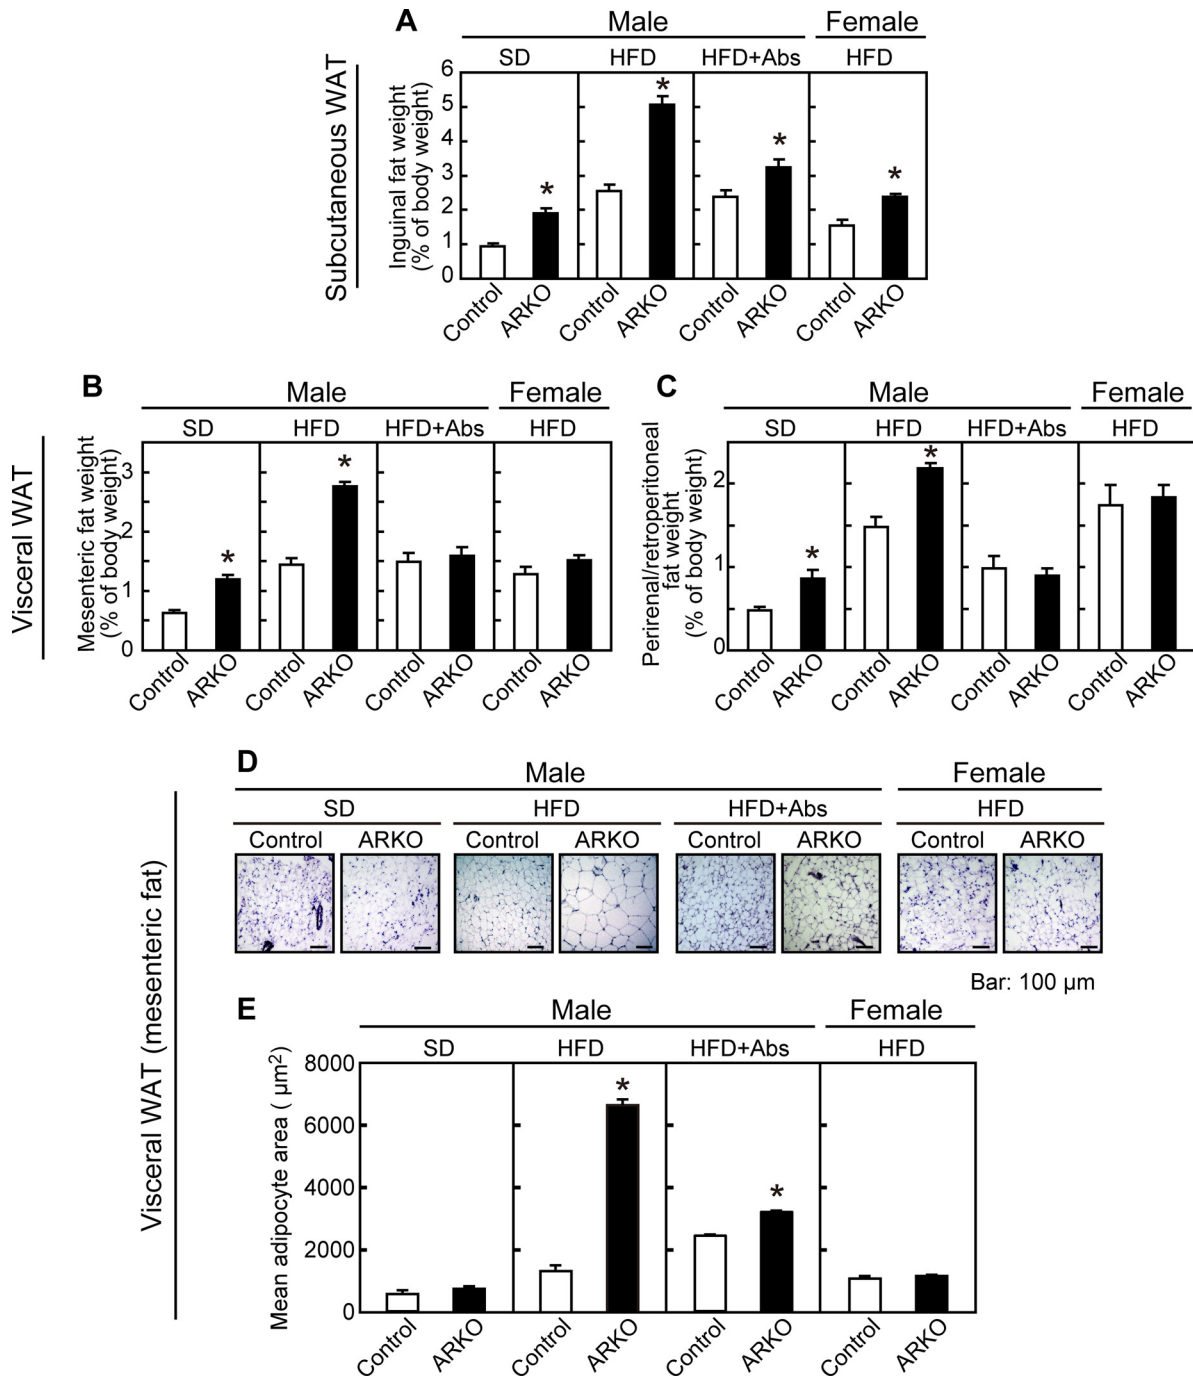 A
Male
Female
SD
HFD
HFD+Abs
HFD
Subcutaneous WAT
Inguinal fat weight
(% of body weight)
6
5
4
3
2
1
0
*
*
*
*
Control
ARKO
Control
ARKO
Control
ARKO
Control
ARKO
B
Male
Female
SD
HFD
HFD+Abs
HFD
Visceral WAT
Mesenteric fat weight
(% of body weight)
3
2
1
0
*
*
Control
ARKO
Control
ARKO
Control
ARKO
Control
ARKO
C
Male
Female
SD
HFD
HFD+Abs
HFD
Perirenal/retroperitoneal
fat weight
(% of body weight)
2
1
0
*
*
Control
ARKO
Control
ARKO
Control
ARKO
Control
ARKO
Visceral WAT (mesenteric fat)
D
Male
Female
SD
HFD
HFD+Abs
HFD
Control
ARKO
Control
ARKO
Control
ARKO
Control
ARKO
Bar: 100 µm
E
Male
Female
SD
HFD
HFD+Abs
HFD
Mean adipocyte area ( µm²)
8000
6000
4000
2000
0
*
*
Control
ARKO
Control
ARKO
Control
ARKO
Control
ARKO